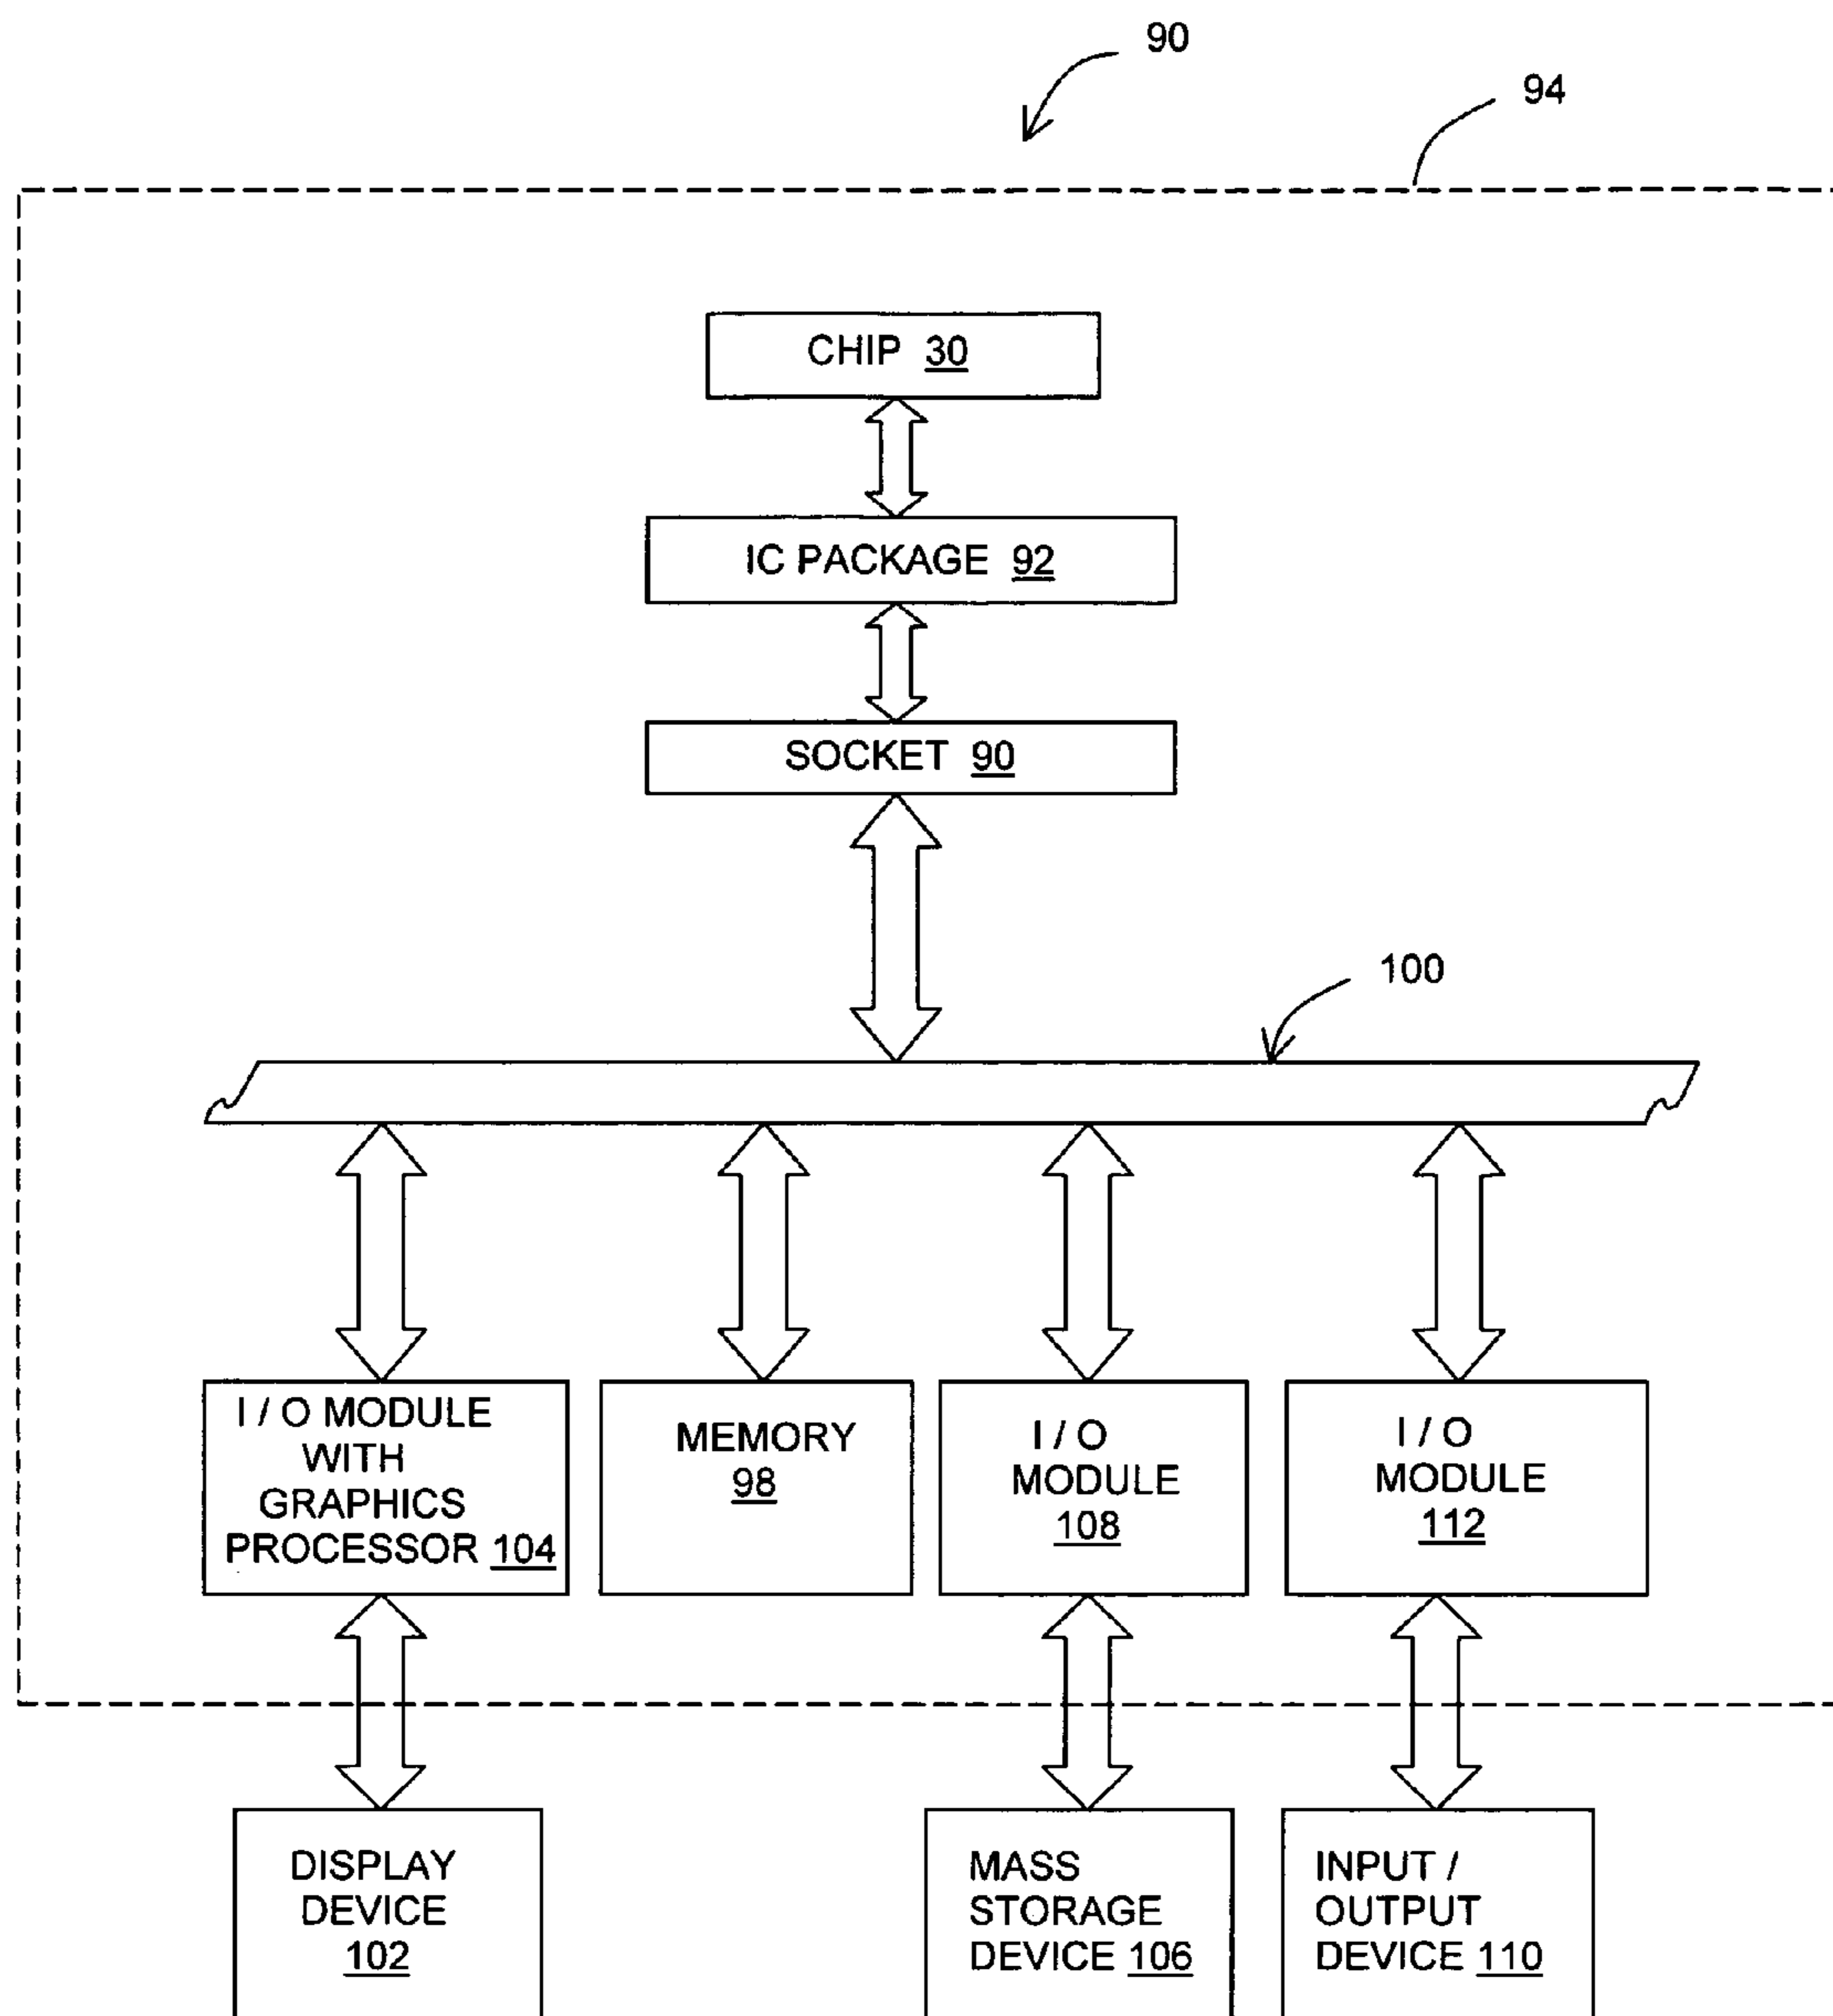 90
94
CHIP 30
IC PACKAGE 92
SOCKET 90
100
I / O MODULE
WITH
GRAPHICS
PROCESSOR 104
MEMORY
98
I / O
MODULE
108
I / O
MODULE
112
DISPLAY
DEVICE
102
MASS
STORAGE
DEVICE 106
INPUT /
OUTPUT
DEVICE 110